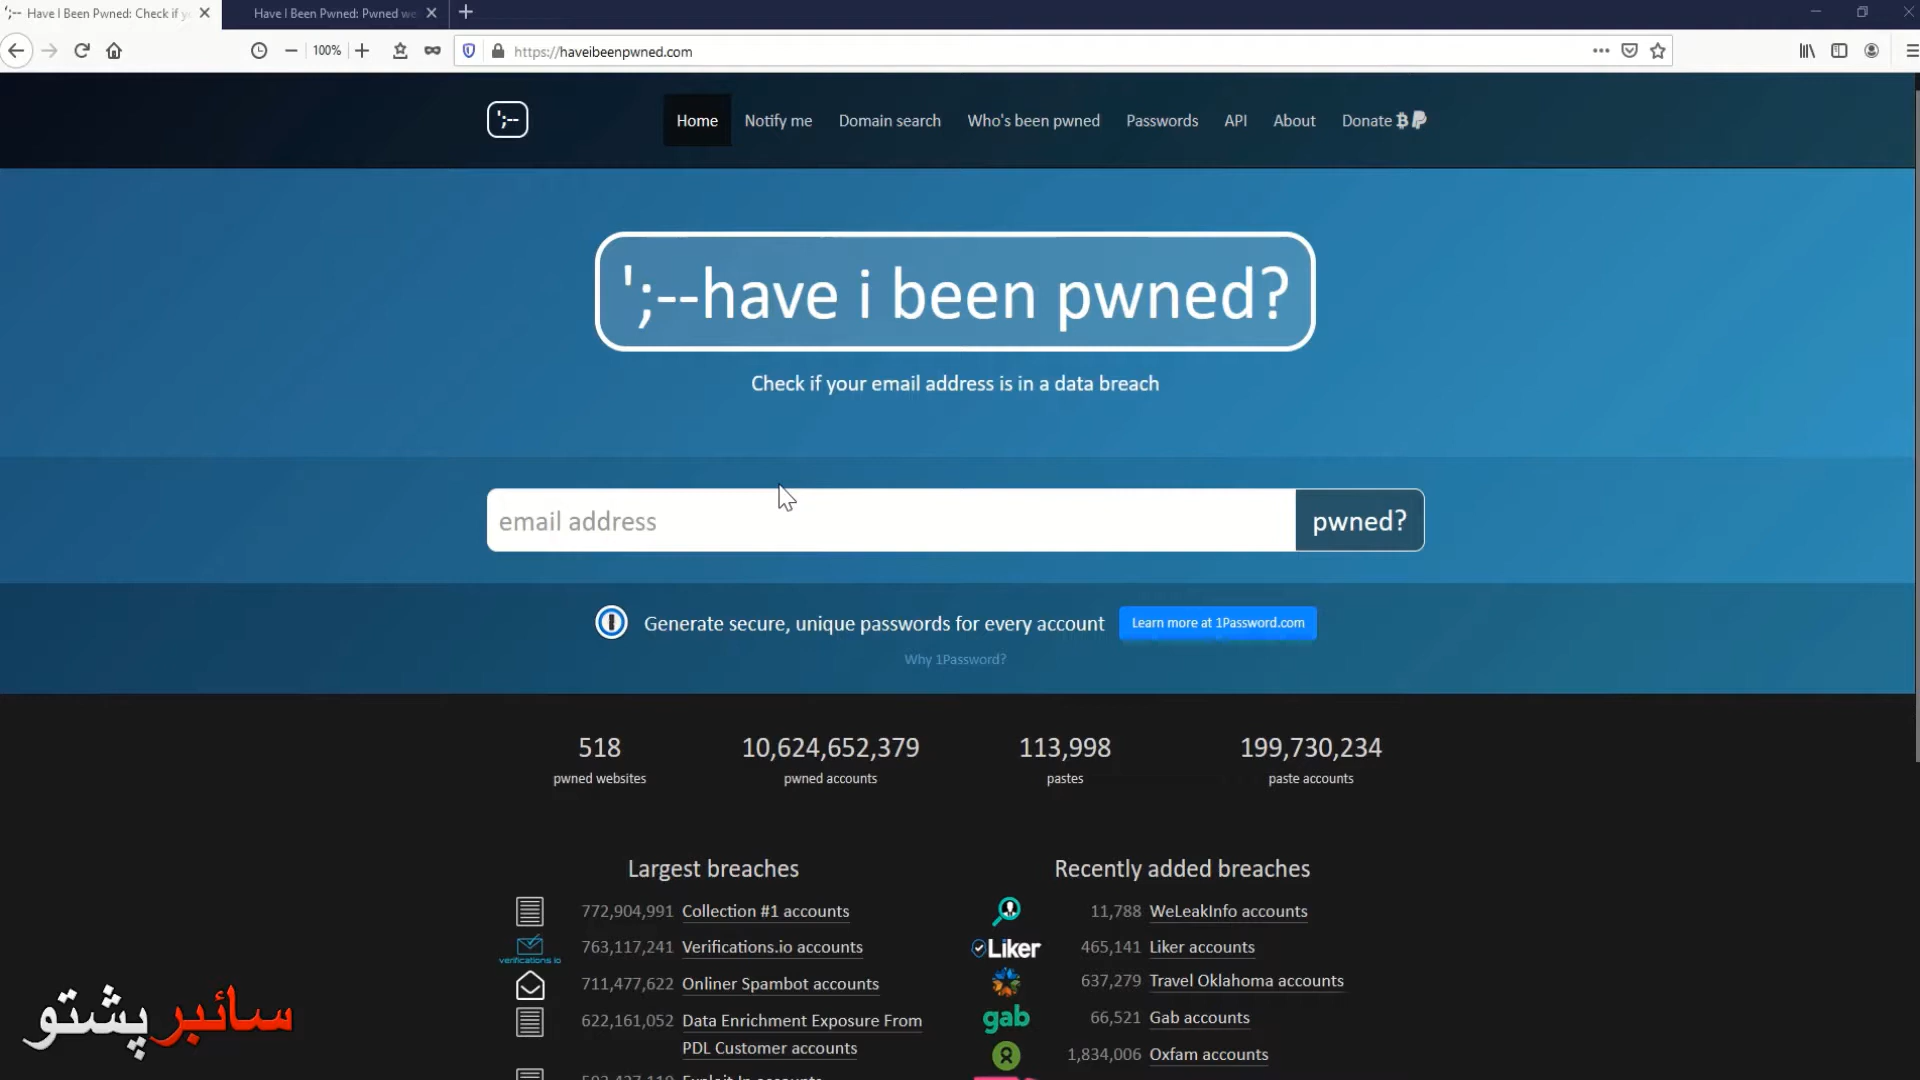 ';-- Have I Been Pwned: Check if yo
Have I Been Pwned: Pwned we
100%
https://haveibeenpwned.com
';--
Home
Notify me
Domain search
Who's been pwned
Passwords
API
About
Donate
';--have i been pwned?
Check if your email address is in a data breach
email address
pwned?
Generate secure, unique passwords for every account
Learn more at 1Password.com
Why 1Password?
518
pwned websites
10,624,652,379
pwned accounts
113,998
pastes
199,730,234
paste accounts
Largest breaches
772,904,991 Collection #1 accounts
verifications.io
763,117,241 Verifications.io accounts
711,477,622 Onliner Spambot accounts
622,161,052 Data Enrichment Exposure From
PDL Customer accounts
Recently added breaches
11,788 WeLeakInfo accounts
Liker
465,141 Liker accounts
637,279 Travel Oklahoma accounts
gab
66,521 Gab accounts
1,834,006 Oxfam accounts
سائبر پشتو